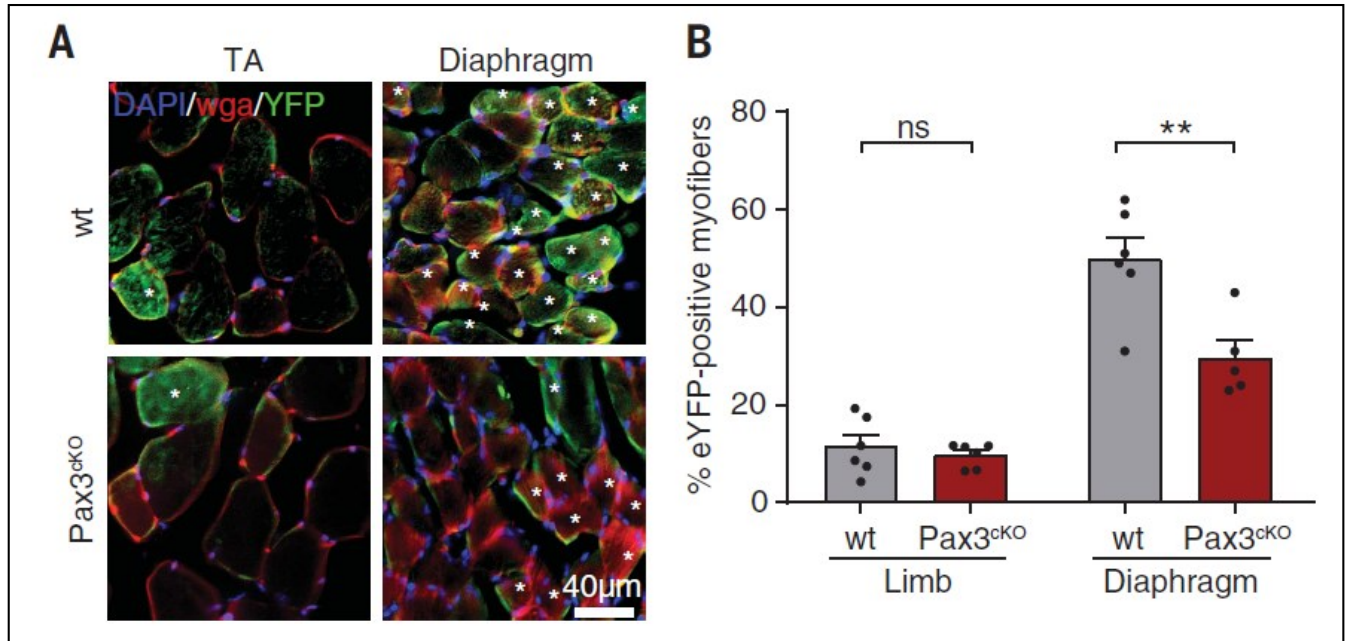 A
TA
Diaphragm
DAPI/wga/YFP
wt
Pax3cKO
40µm
B
% eYFP-positive myofibers
80
60
40
20
0
ns
**
wt
Pax3cKO
wt
Pax3cKO
Limb
Diaphragm